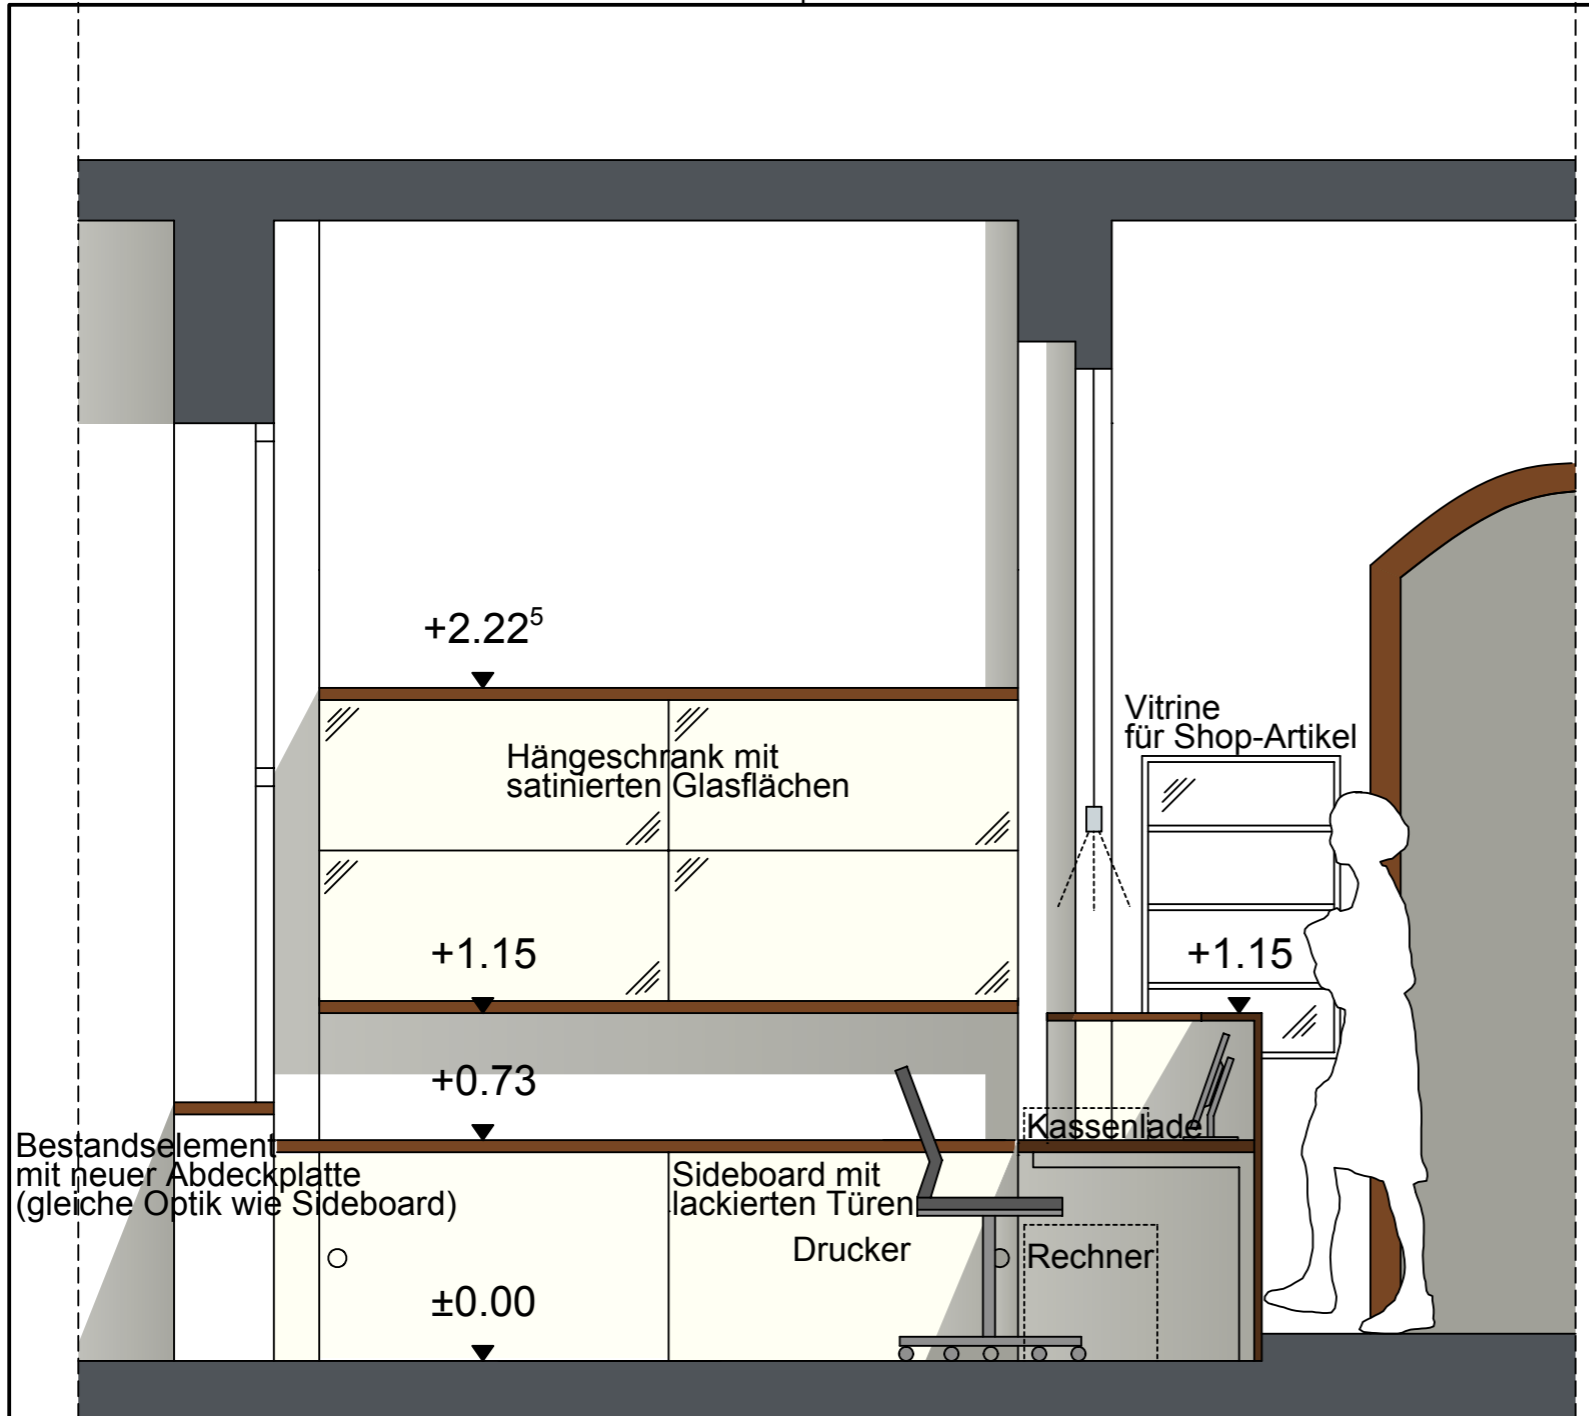 +2.22⁵
Vitrine
für Shop-Artikel
Hängeschrank mit
satinierten Glasflächen
+1.15
+1.15
+0.73
Kassenlade
Bestandselement
mit neuer Abdeckplatte
(gleiche Optik wie Sideboard)
Sideboard mit
lackierten Türen
Drucker
Rechner
±0.00